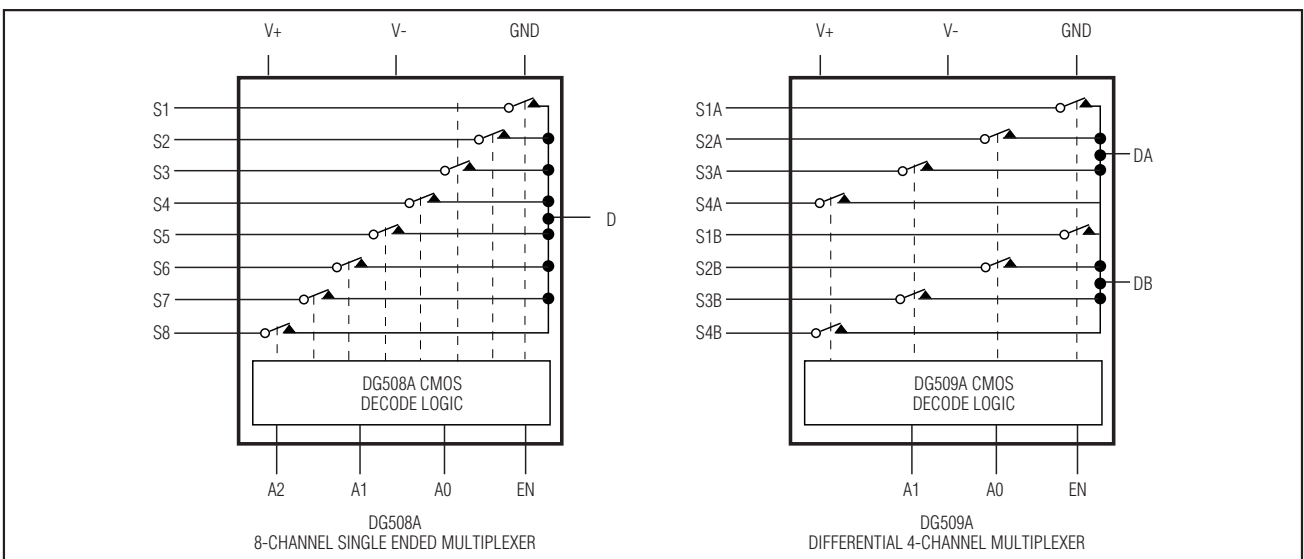 V+ V- GND
S1
S2
S3
S4
S5
S6
S7
S8
D
DG508A CMOS
DECODE LOGIC
A2 A1 A0 EN
DG508A
8-CHANNEL SINGLE ENDED MULTIPLEXER
V+ V- GND
S1A
S2A
S3A
S4A
S1B
S2B
S3B
S4B
DA
DB
DG509A CMOS
DECODE LOGIC
A1 A0 EN
DG509A
DIFFERENTIAL 4-CHANNEL MULTIPLEXER